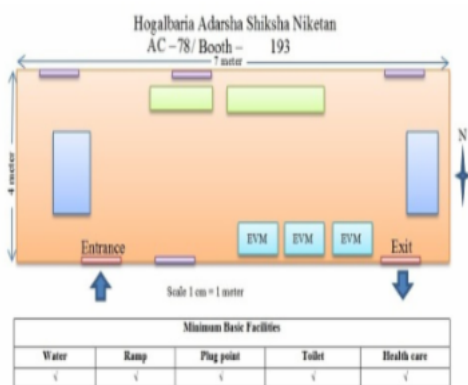 Hogalbaria Adarsha Shiksha Niketan
AC – 78/ Booth – 193
7 meter
4 meter
N
EVM EVM EVM
Entrance Exit
Scale 1 cm = 1 meter
Minimum Basic Facilities
Water Ramp Plug point Toilet Health care
√ √ √ √ √